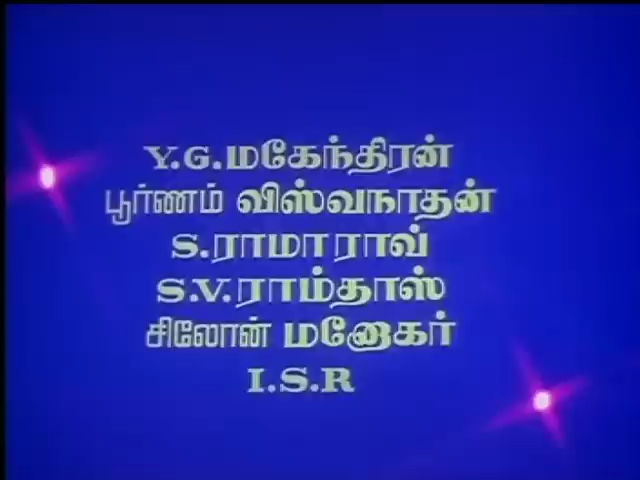 Y.G.மகேந்திரன்
பூர்ணம் விஸ்வநாதன்
S.ராமாராவ்
S.V.ராம்தாஸ்
சிலோன் மனோகர்
I.S.R